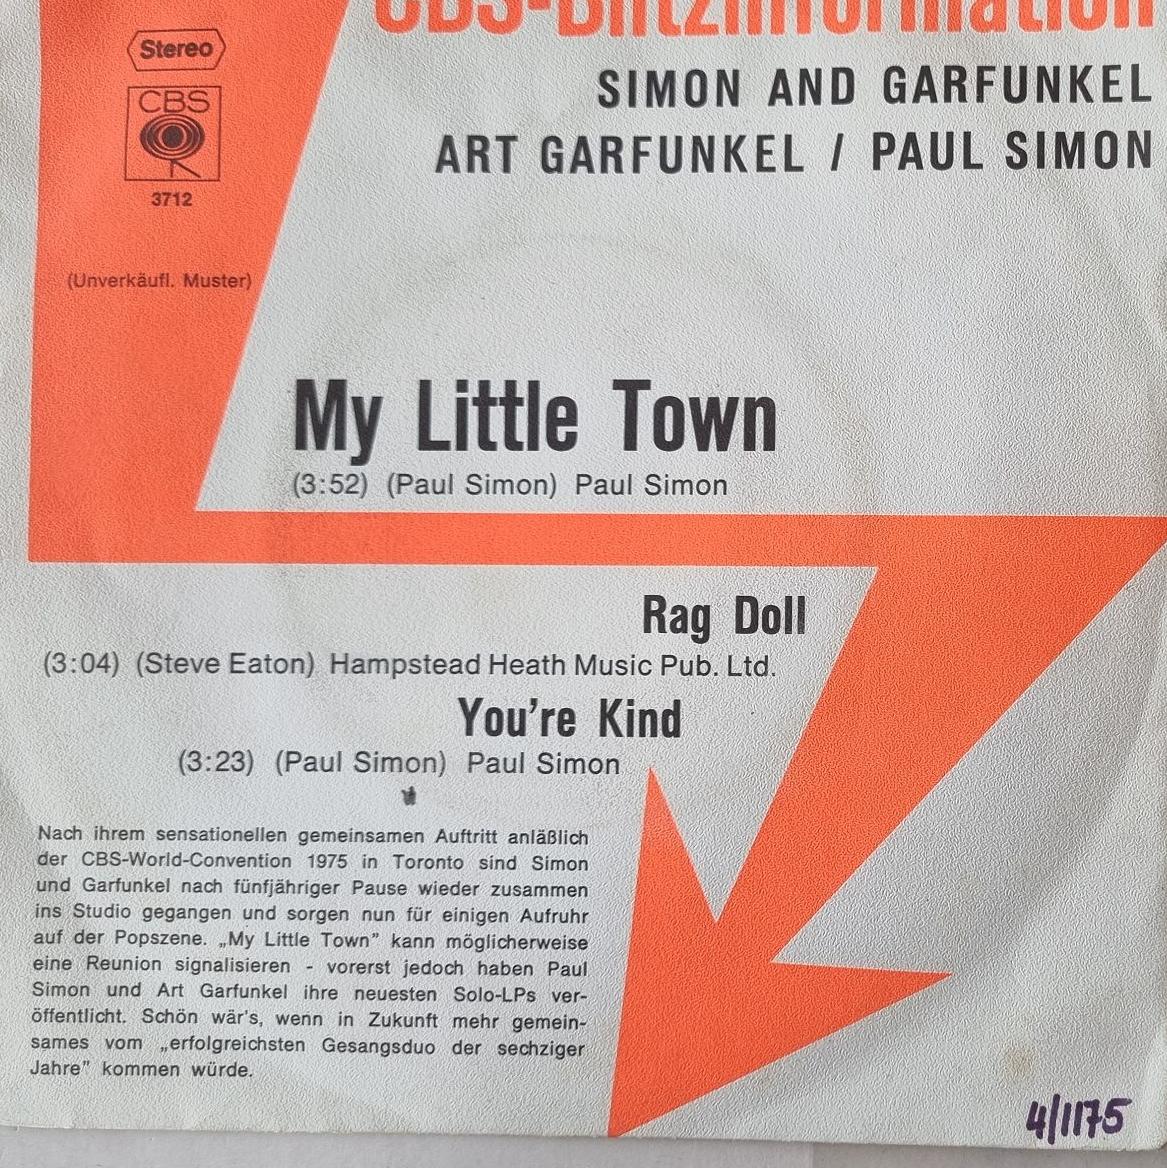 CBS-Blitzinformation
Stereo
CBS
3712
(Unverkäufl. Muster)
SIMON AND GARFUNKEL
ART GARFUNKEL / PAUL SIMON
My Little Town
(3:52) (Paul Simon) Paul Simon
Rag Doll
(3:04) (Steve Eaton) Hampstead Heath Music Pub. Ltd.
You're Kind
(3:23) (Paul Simon) Paul Simon
Nach ihrem sensationellen gemeinsamen Auftritt anläßlich
der CBS-World-Convention 1975 in Toronto sind Simon
und Garfunkel nach fünfjähriger Pause wieder zusammen
ins Studio gegangen und sorgen nun für einigen Aufruhr
auf der Popszene. „My Little Town" kann möglicherweise
eine Reunion signalisieren - vorerst jedoch haben Paul
Simon und Art Garfunkel ihre neuesten Solo-LPs ver-
öffentlicht. Schön wär's, wenn in Zukunft mehr gemein-
sames vom „erfolgreichsten Gesangsduo der sechziger
Jahre" kommen würde.
4/1175